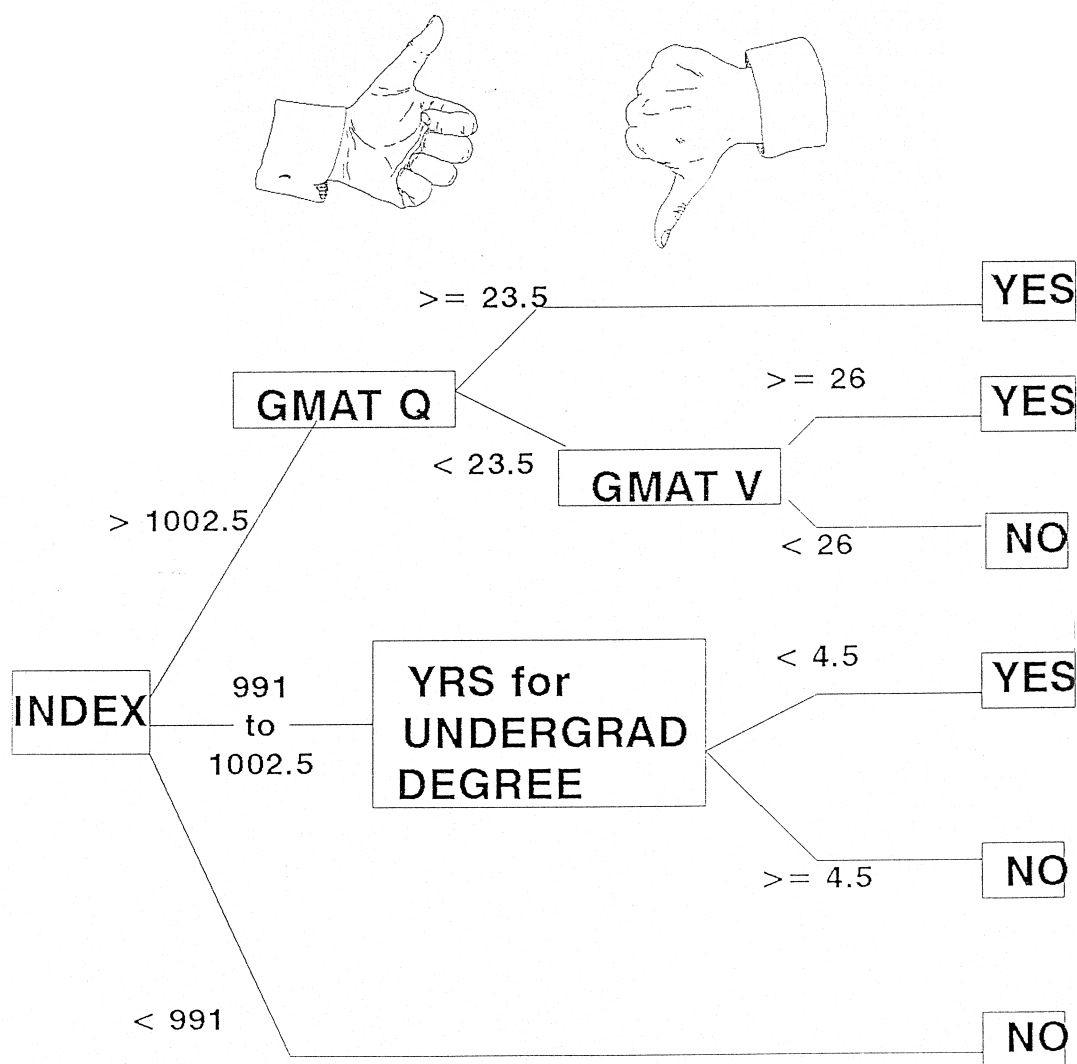 >= 23.5
YES
GMAT Q
>= 26
YES
< 23.5
GMAT V
> 1002.5
< 26
NO
INDEX
991
to
1002.5
YRS for
UNDERGRAD
DEGREE
< 4.5
YES
>= 4.5
NO
< 991
NO